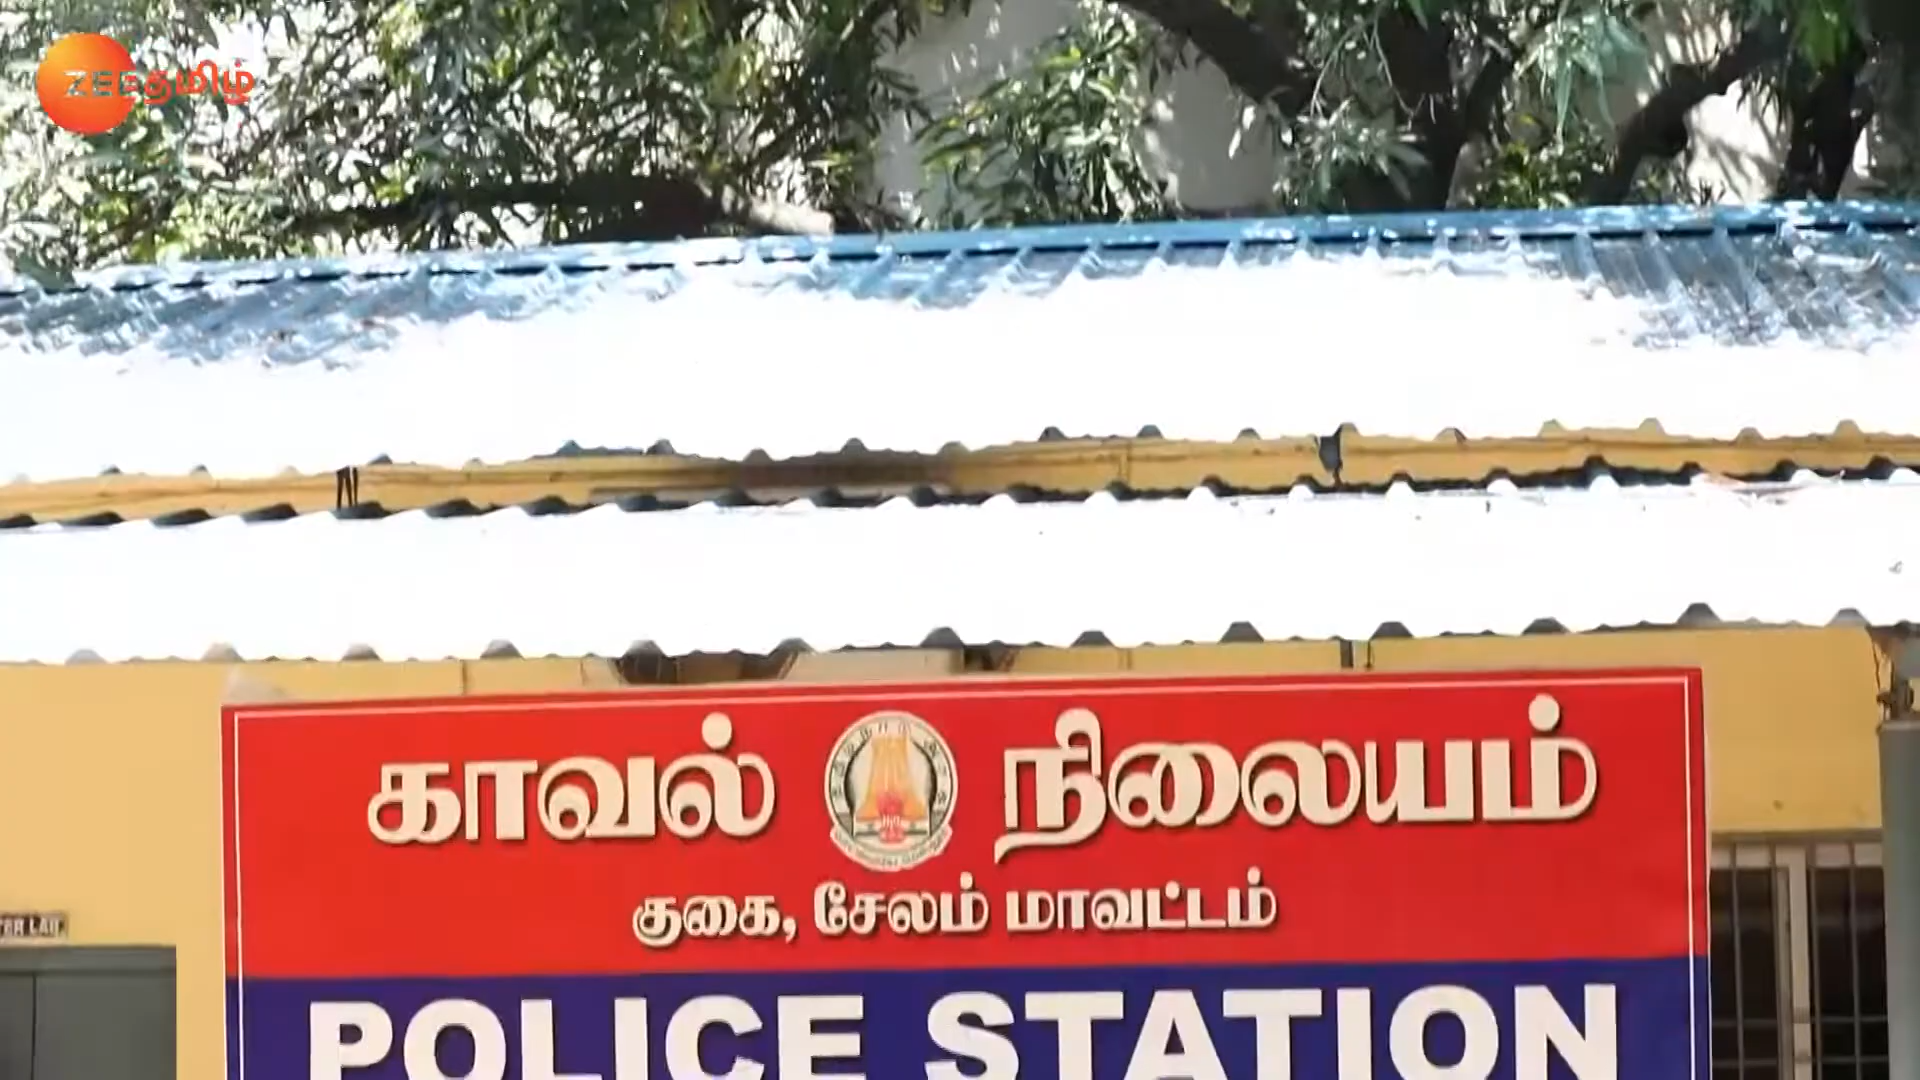 ZEEதமிழ்
காவல் நிலையம்
குகை, சேலம் மாவட்டம்
POLICE STATION